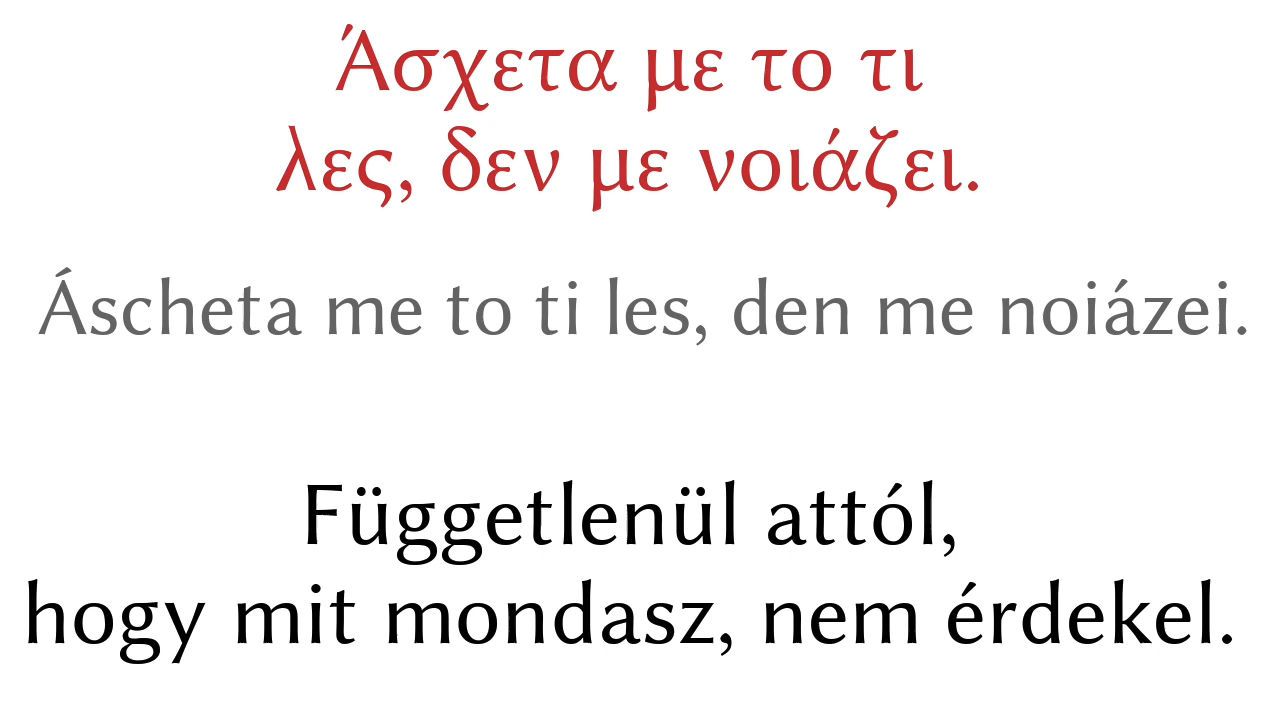 Άσχετα με το τι
λες, δεν με νοιάζει.
Áscheta me to ti les, den me noiázei.
Függetlenül attól,
hogy mit mondasz, nem érdekel.